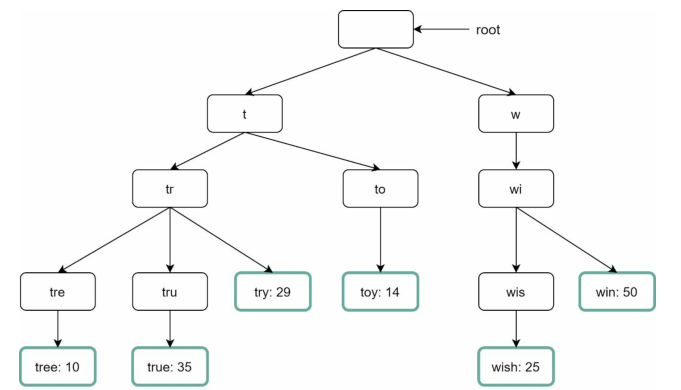 root
t
w
tr
to
wi
tre
tru
try: 29
toy: 14
wis
win: 50
tree: 10
true: 35
wish: 25